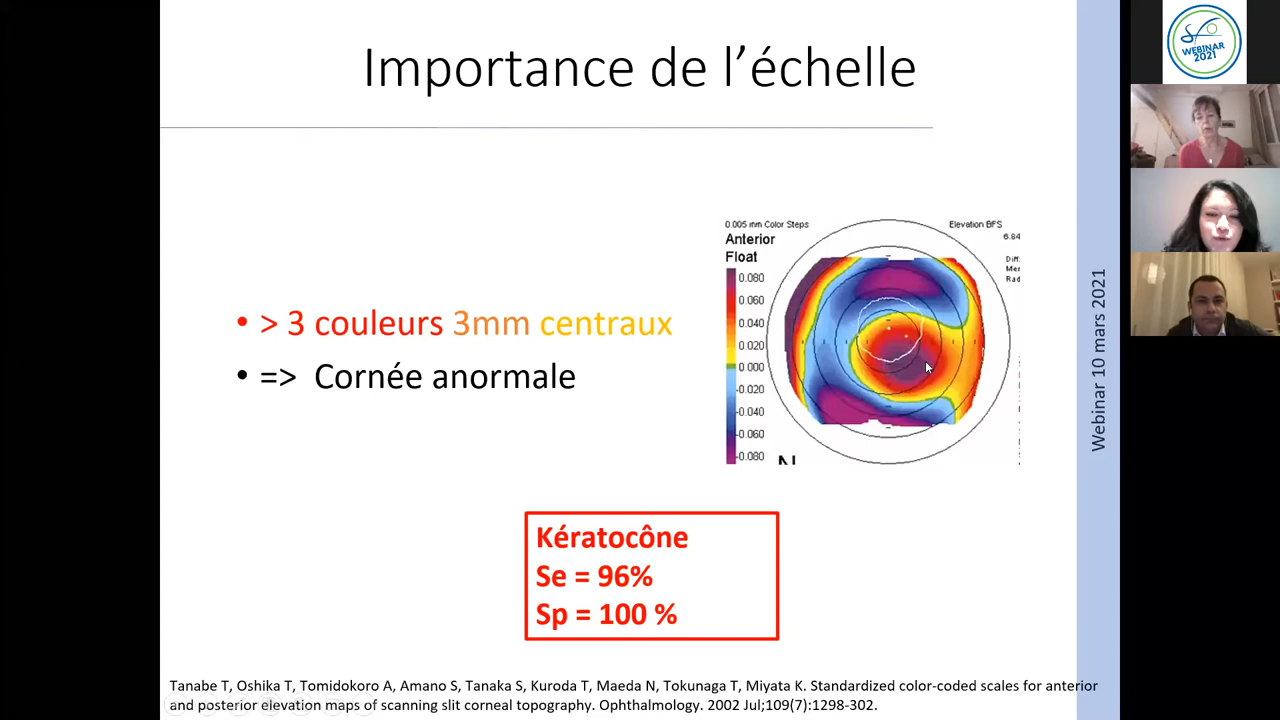 Importance de l’échelle
• > 3 couleurs 3mm centraux
• => Cornée anormale
0.005 mm Color Steps
Elevation BFS
Anterior
6.84
Float
Dif:
Mer
Rad
0.080
0.060
0.040
0.020
0.000
-0.020
-0.040
-0.060
-0.080
N
Kératocône
Se = 96%
Sp = 100 %
Tanabe T, Oshika T, Tomidokoro A, Amano S, Tanaka S, Kuroda T, Maeda N, Tokunaga T, Miyata K. Standardized color-coded scales for anterior
and posterior elevation maps of scanning slit corneal topography. Ophthalmology. 2002 Jul;109(7):1298-302.
Webinar 10 mars 2021
SFO
WEBINAR
2021